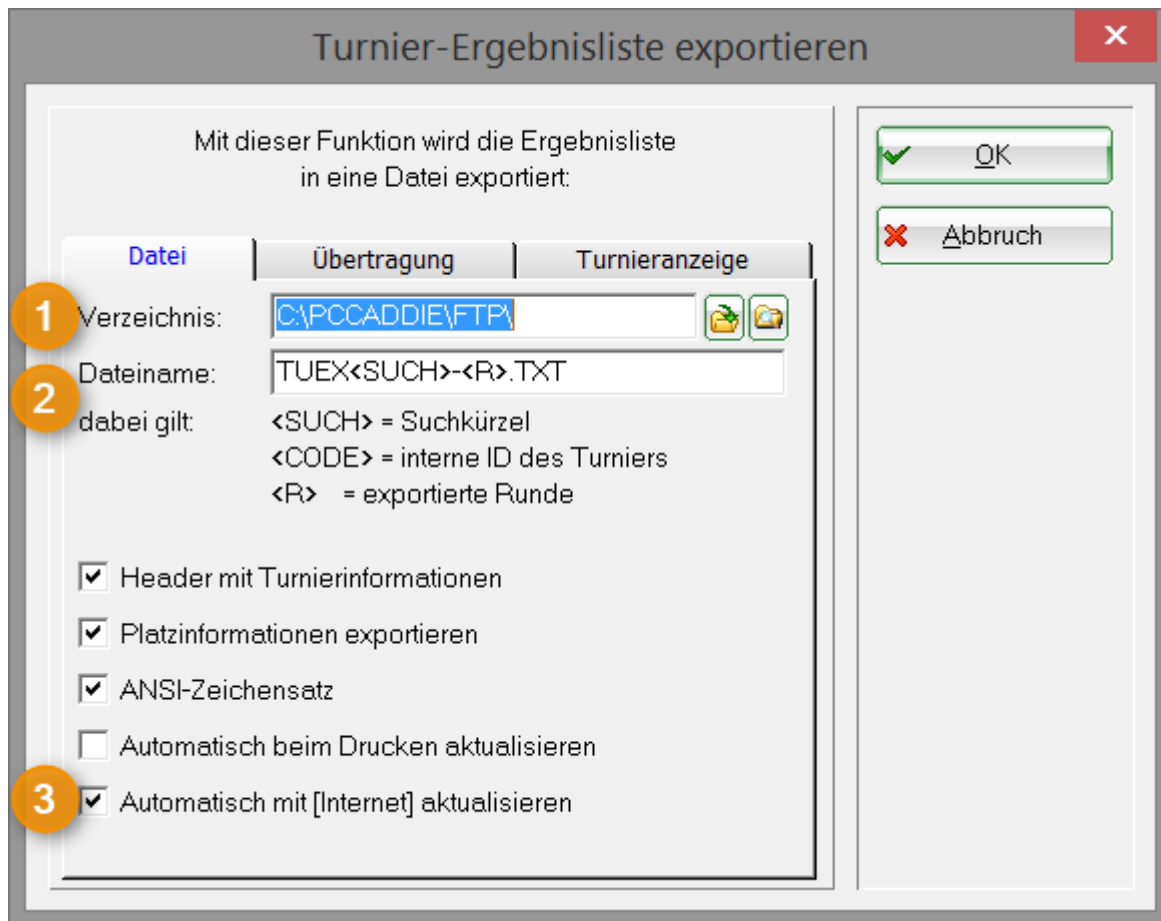 Turnier-Ergebnisliste exportieren
Mit dieser Funktion wird die Ergebnisliste
in eine Datei exportiert:
OK
Abbruch
Datei
Übertragung
Turnieranzeige
1 Verzeichnis: C:\PCCADDIE\FTP\
Dateiname: TUEX<SUCH>-<R>.TXT
2
dabei gilt: <SUCH> = Suchkürzel
<CODE> = interne ID des Turniers
<R> = exportierte Runde
Header mit Turnierinformationen
Platzinformationen exportieren
ANSI-Zeichensatz
Automatisch beim Drucken aktualisieren
3 Automatisch mit [Internet] aktualisieren